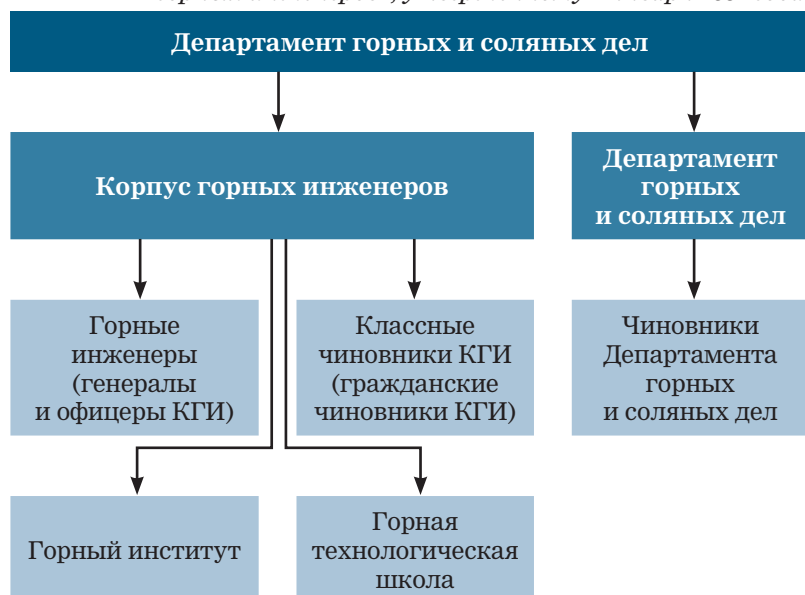 Департамент горных и соляных дел
Корпус горных инженеров
Департамент
горных
и соляных дел
Горные
инженеры
(генералы
и офицеры КГИ)
Классные
чиновники КГИ
(гражданские
чиновники КГИ)
Чиновники
Департамента
горных
и соляных дел
Горный институт
Горная
технологическая
школа